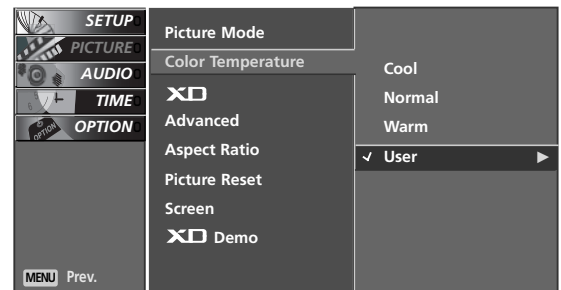 SETUP
PICTURE
AUDIO
TIME
OPTION
OPTION
MENU Prev.
Picture Mode
Color Temperature
XD
Advanced
Aspect Ratio
Picture Reset
Screen
XD Demo
Cool
Normal
Warm
✓ User ▶